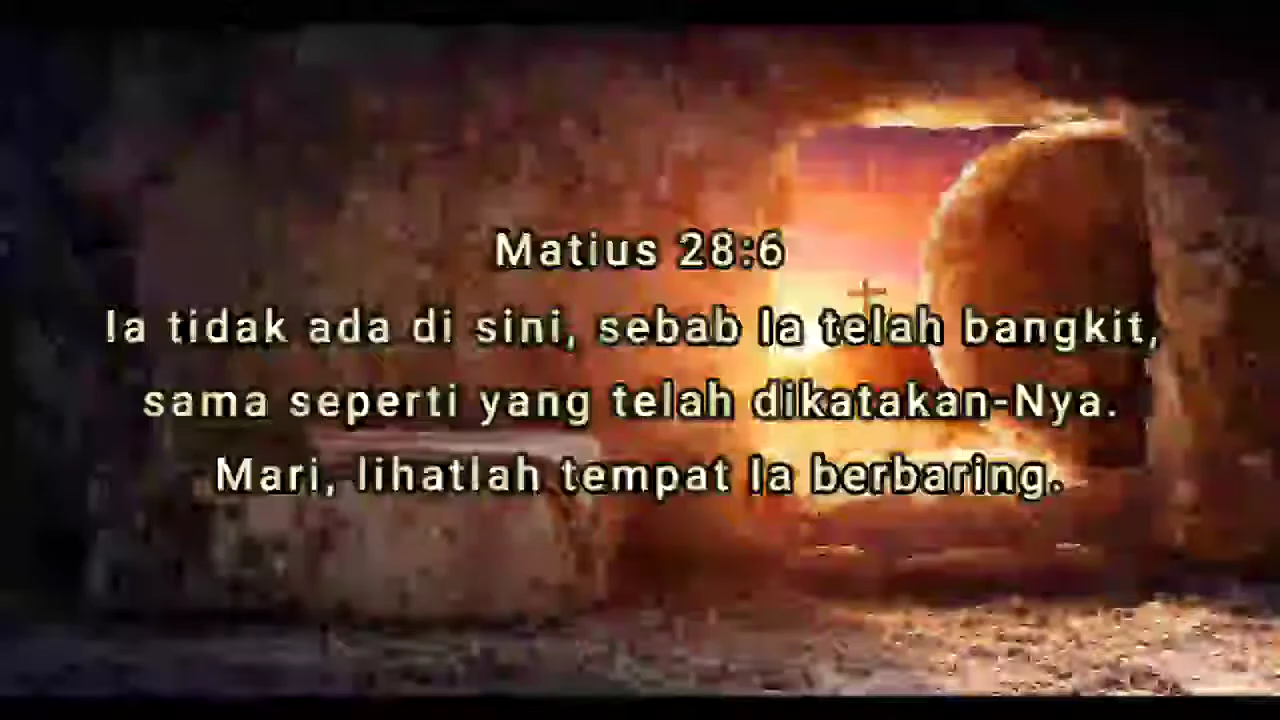 Matius 28:6
Ia tidak ada di sini, sebab Ia telah bangkit,
sama seperti yang telah dikatakan-Nya.
Mari, lihatlah tempat Ia berbaring.